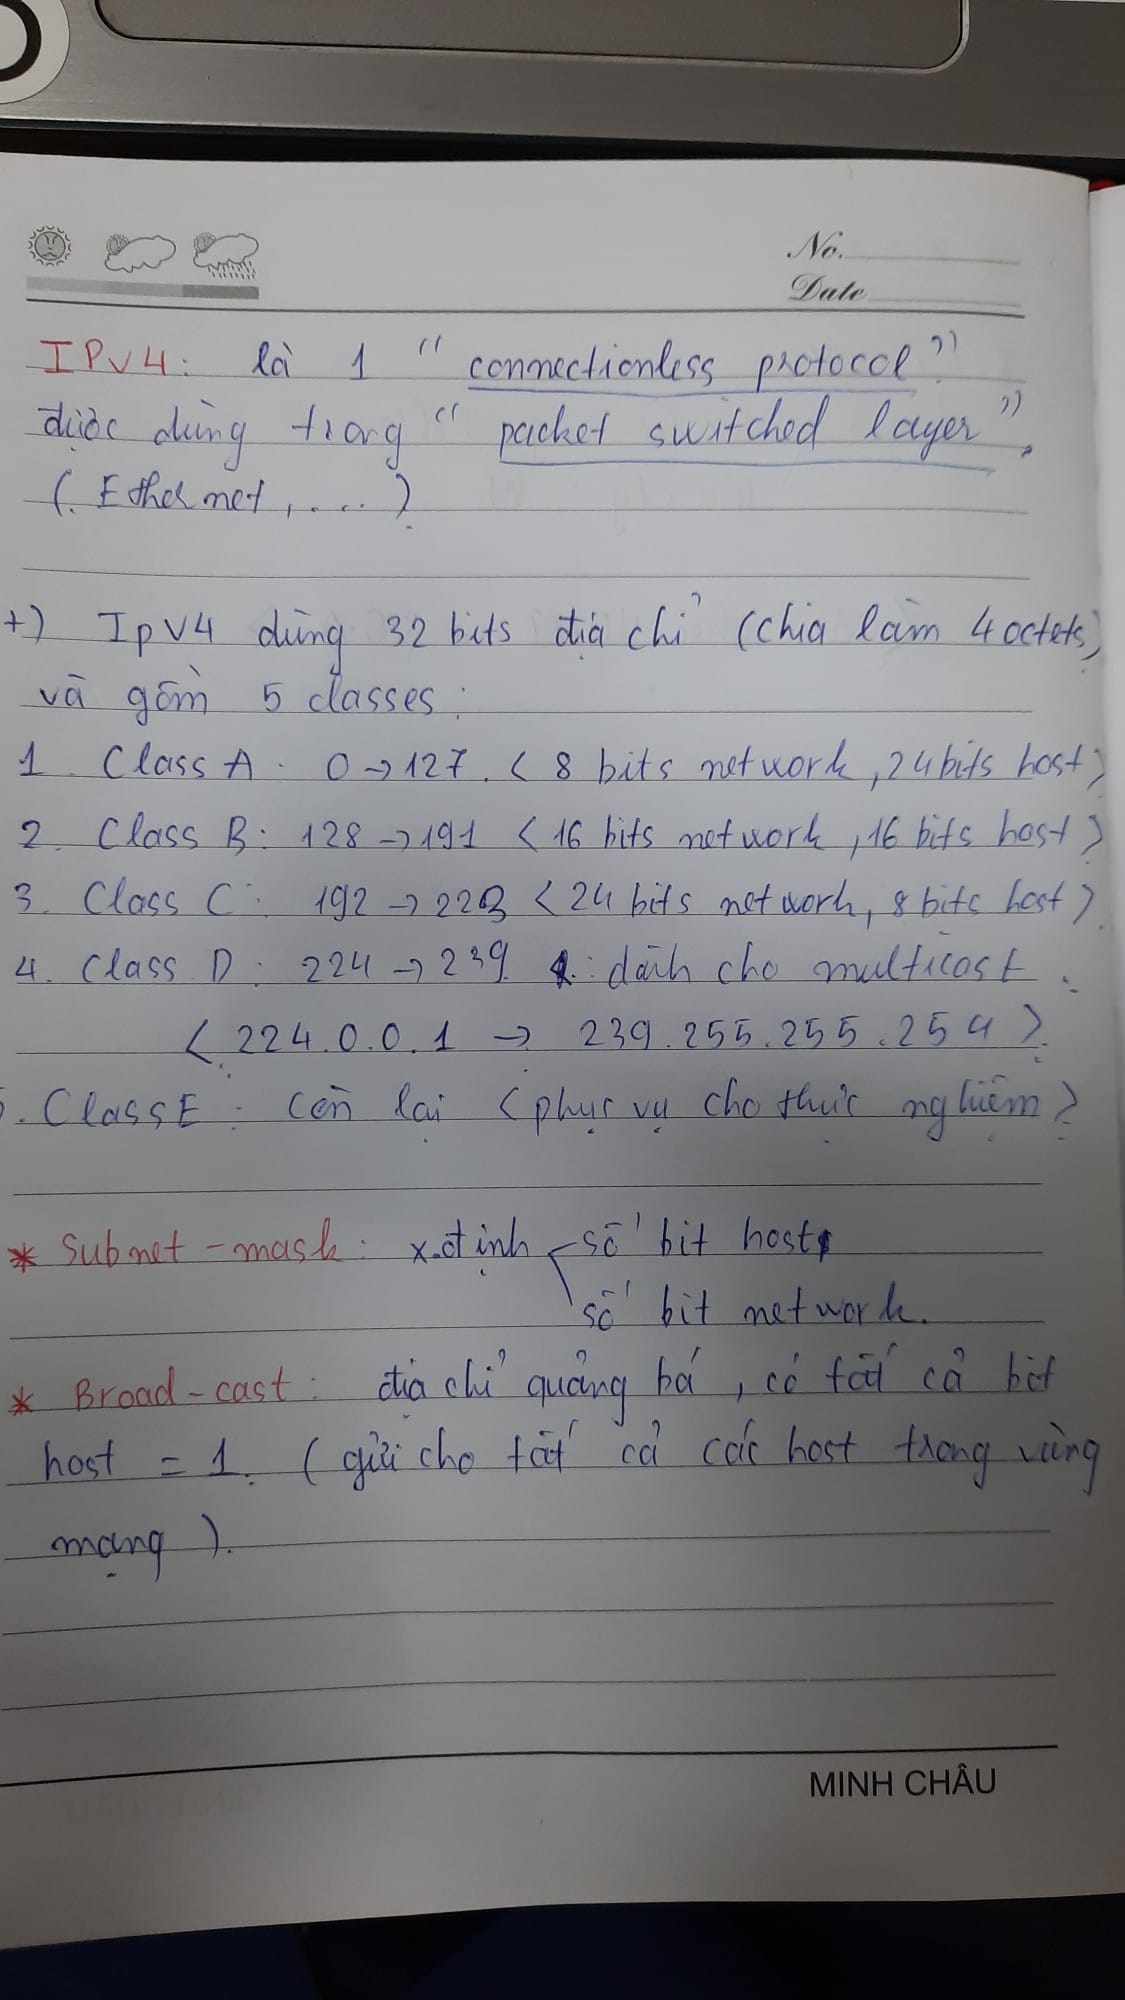 No.
Date
IPv4: là 1 "connectionless protocol"
được dùng trong "packet switched layer",
(Ethernet, ....)
+) IpV4 dùng 32 bits địa chỉ (chia làm 4 octets)
và gồm 5 classes:
1. Class A. 0 → 127. < 8 bits network, 24 bits host>
2. Class B: 128 → 191 < 16 bits network, 16 bits host>
3. Class C: 192 → 223 < 24 bits network, 8 bits host>.
4. Class D: 224 → 239 : dành cho multicast.
<224.0.0.1 → 239.255.255.254>.
5. Class E: Còn lại <phục vụ cho thực nghiệm>
* Subnet-mask: x.định số bit host
số bit network.
* Broad-cast: địa chỉ quảng bá, có tất cả bit
host = 1. (gửi cho tất cả các host trong vùng
mạng).
MINH CHÂU